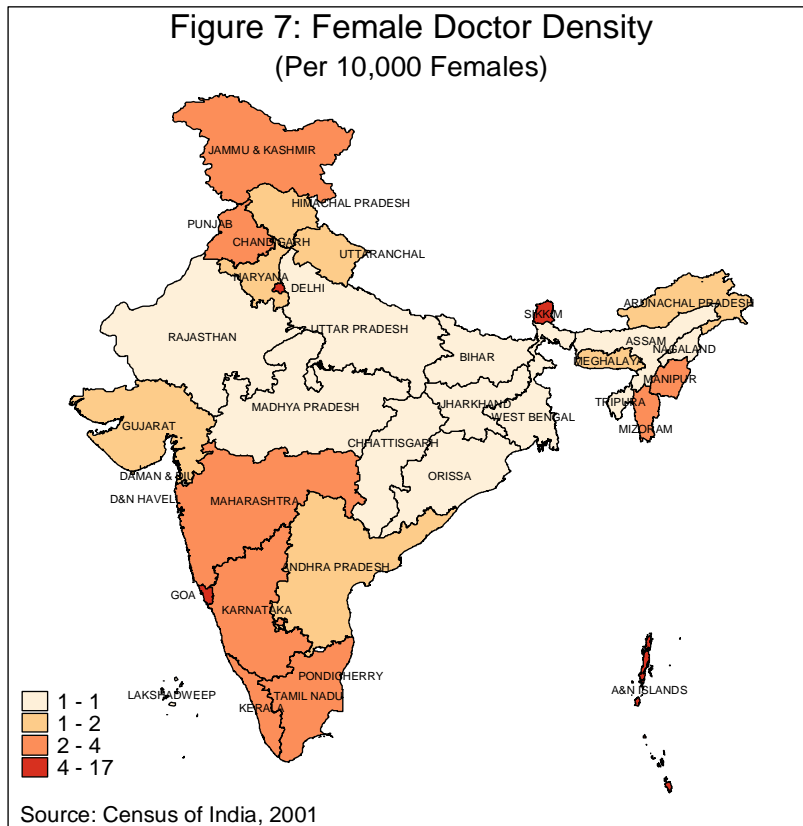 Figure 7: Female Doctor Density
(Per 10,000 Females)
JAMMU & KASHMIR
HIMACHAL PRADESH
PUNJAB
CHANDIGARH
UTTARANCHAL
HARYANA
DELHI
SIKKIM
ARUNACHAL PRADESH
RAJASTHAN
UTTAR PRADESH
ASSAM
NAGALAND
BIHAR
MEGHALAYA
MANIPUR
MADHYA PRADESH
JHARKHAND
WEST BENGAL
TRIPURA
MIZORAM
GUJARAT
CHHATTISGARH
DAMAN & DIU
ORISSA
D&N HAVELI
MAHARASHTRA
ANDHRA PRADESH
GOA
KARNATAKA
PONDICHERRY
LAKSHADWEEP
TAMIL NADU
KERALA
A&N ISLANDS
1 - 1
1 - 2
2 - 4
4 - 17
Source: Census of India, 2001